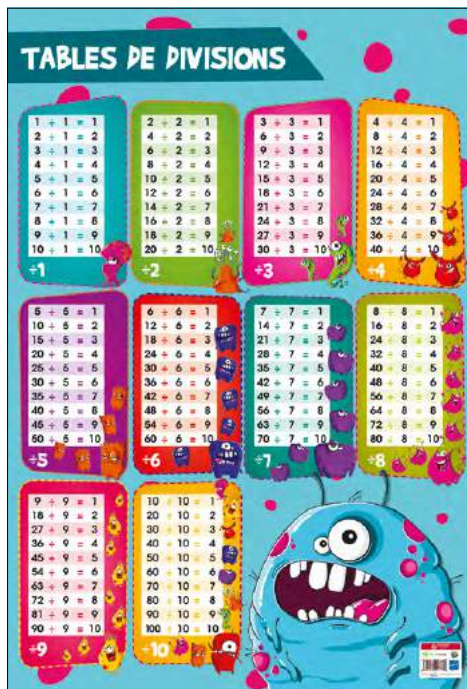 TABLES DE DIVISIONS
1 ÷ 1 = 1
2 ÷ 1 = 2
3 ÷ 1 = 3
4 ÷ 1 = 4
5 ÷ 1 = 5
6 ÷ 1 = 6
7 ÷ 1 = 7
8 ÷ 1 = 8
9 ÷ 1 = 9
10 ÷ 1 = 10
÷1
2 ÷ 2 = 1
4 ÷ 2 = 2
6 ÷ 2 = 3
8 ÷ 2 = 4
10 ÷ 2 = 5
12 ÷ 2 = 6
14 ÷ 2 = 7
16 ÷ 2 = 8
18 ÷ 2 = 9
20 ÷ 2 = 10
÷2
3 ÷ 3 = 1
6 ÷ 3 = 2
9 ÷ 3 = 3
12 ÷ 3 = 4
15 ÷ 3 = 5
18 ÷ 3 = 6
21 ÷ 3 = 7
24 ÷ 3 = 8
27 ÷ 3 = 9
30 ÷ 3 = 10
÷3
4 ÷ 4 = 1
8 ÷ 4 = 2
12 ÷ 4 = 3
16 ÷ 4 = 4
20 ÷ 4 = 5
24 ÷ 4 = 6
28 ÷ 4 = 7
32 ÷ 4 = 8
36 ÷ 4 = 9
40 ÷ 4 = 10
÷4
5 ÷ 5 = 1
10 ÷ 5 = 2
15 ÷ 5 = 3
20 ÷ 5 = 4
25 ÷ 5 = 5
30 ÷ 5 = 6
35 ÷ 5 = 7
40 ÷ 5 = 8
45 ÷ 5 = 9
50 ÷ 5 = 10
÷5
6 ÷ 6 = 1
12 ÷ 6 = 2
18 ÷ 6 = 3
24 ÷ 6 = 4
30 ÷ 6 = 5
36 ÷ 6 = 6
42 ÷ 6 = 7
48 ÷ 6 = 8
54 ÷ 6 = 9
60 ÷ 6 = 10
÷6
7 ÷ 7 = 1
14 ÷ 7 = 2
21 ÷ 7 = 3
28 ÷ 7 = 4
35 ÷ 7 = 5
42 ÷ 7 = 6
49 ÷ 7 = 7
56 ÷ 7 = 8
63 ÷ 7 = 9
70 ÷ 7 = 10
÷7
8 ÷ 8 = 1
16 ÷ 8 = 2
24 ÷ 8 = 3
32 ÷ 8 = 4
40 ÷ 8 = 5
48 ÷ 8 = 6
56 ÷ 8 = 7
64 ÷ 8 = 8
72 ÷ 8 = 9
80 ÷ 8 = 10
÷8
9 ÷ 9 = 1
18 ÷ 9 = 2
27 ÷ 9 = 3
36 ÷ 9 = 4
45 ÷ 9 = 5
54 ÷ 9 = 6
63 ÷ 9 = 7
72 ÷ 9 = 8
81 ÷ 9 = 9
90 ÷ 9 = 10
÷9
10 ÷ 10 = 1
20 ÷ 10 = 2
30 ÷ 10 = 3
40 ÷ 10 = 4
50 ÷ 10 = 5
60 ÷ 10 = 6
70 ÷ 10 = 7
80 ÷ 10 = 8
90 ÷ 10 = 9
100 ÷ 10 = 10
÷10